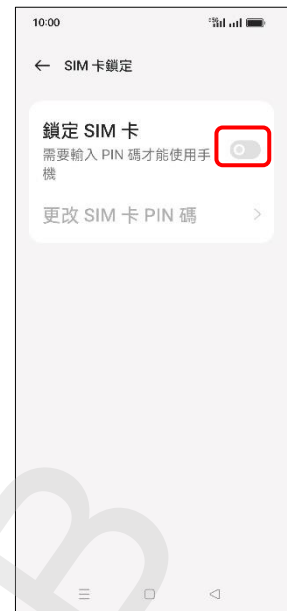 10:00
← SIM 卡鎖定
鎖定 SIM 卡
需要輸入 PIN 碼才能使用手
機
更改 SIM 卡 PIN 碼